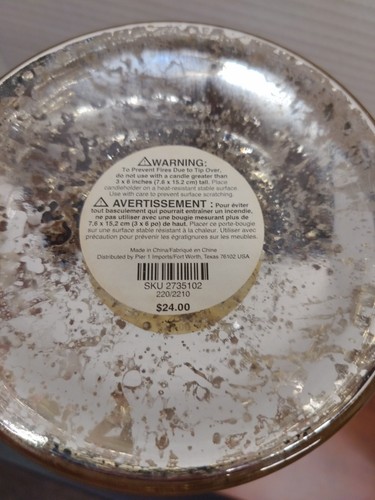 ⚠WARNING:
To Prevent Fires Due to Tip Over,
do not use with a candle greater than
3 x 6 inches (7.6 x 15.2 cm) tall. Place
candleholder on a heat-resistant stable surface.
Use with care to prevent surface scratching.
⚠ AVERTISSEMENT : Pour éviter
tout basculement qui pourrait entraîner un incendie,
ne pas utiliser avec une bougie mesurant plus de
7,6 x 15,2 cm (3 x 6 po) de haut. Placer ce porte-bougie
sur une surface stable résistant à la chaleur. Utiliser avec
précaution pour prévenir les égratignures sur les meubles.
Made in China/Fabriqué en China
Distributed by Pier 1 Imports/Fort Worth, Texas 76102 USA
SKU 2735102
220/2210
$24.00